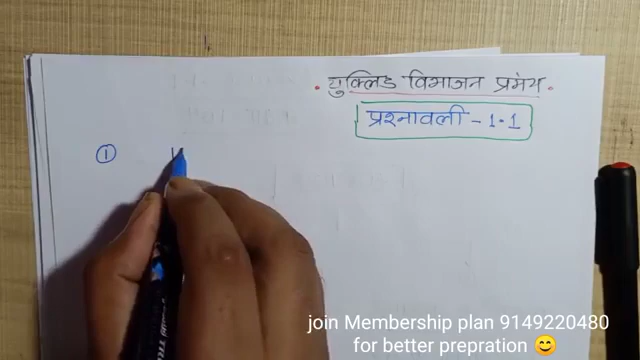 . युक्लिड विभाजन प्रमेय.
प्रश्नावली - 1.1
①
join Membership plan 9149220480
for better prepration 😊